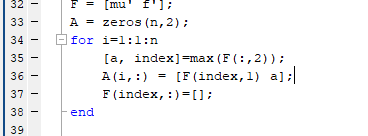 32 - F = [mu' f'];
33 - A = zeros(n,2);
34 - for i=1:1:n
35 - [a, index]=max(F(:,2));
36 - A(i,:) = [F(index,1) a];
37 - F(index,:)=[];
38 - end
39